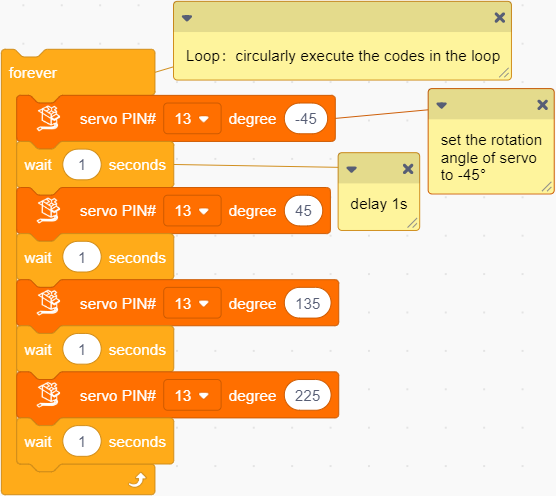 Loop: circularly execute the codes in the loop
forever
servo PIN# 13 degree -45
set the rotation
angle of servo
to -45°
wait 1 seconds
delay 1s
servo PIN# 13 degree 45
wait 1 seconds
servo PIN# 13 degree 135
wait 1 seconds
servo PIN# 13 degree 225
wait 1 seconds